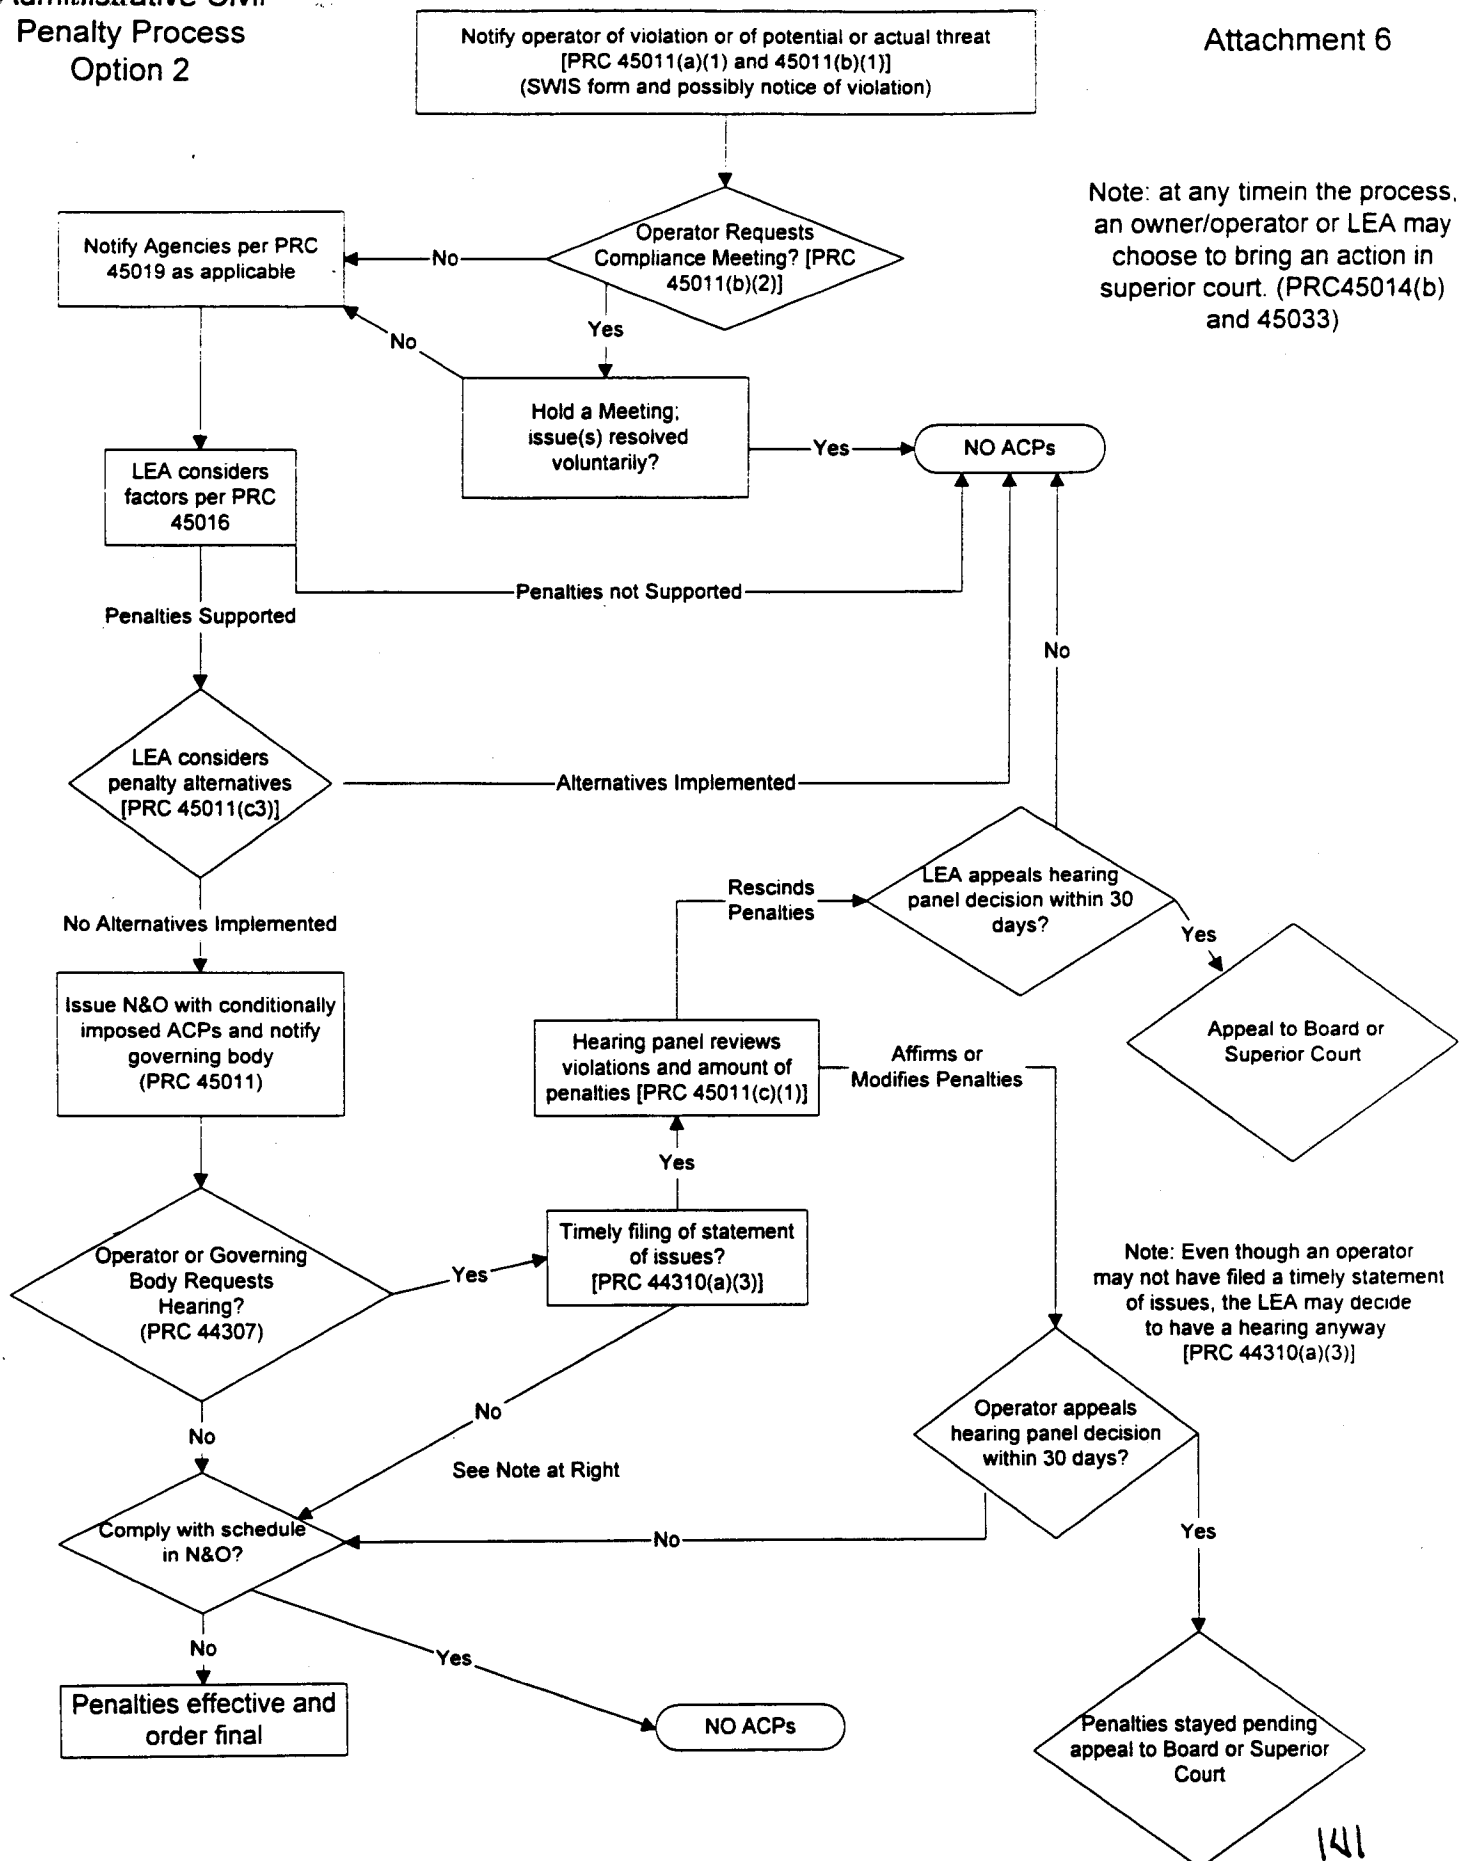 Administrative Civil
Penalty Process
Option 2
Attachment 6
Notify operator of violation or of potential or actual threat
[PRC 45011(a)(1) and 45011(b)(1)]
(SWIS form and possibly notice of violation)
Note: at any timein the process,
an owner/operator or LEA may
choose to bring an action in
superior court. (PRC45014(b)
and 45033)
Operator Requests
Compliance Meeting? [PRC
45011(b)(2)]
No
Notify Agencies per PRC
45019 as applicable
Yes
No
Hold a Meeting;
issue(s) resolved
voluntarily?
Yes
NO ACPs
LEA considers
factors per PRC
45016
Penalties not Supported
Penalties Supported
No
LEA considers
penalty alternatives
[PRC 45011(c3)]
Alternatives Implemented
No Alternatives Implemented
Rescinds
Penalties
LEA appeals hearing
panel decision within 30
days?
Yes
Appeal to Board or
Superior Court
Issue N&O with conditionally
imposed ACPs and notify
governing body
(PRC 45011)
Hearing panel reviews
violations and amount of
penalties [PRC 45011(c)(1)]
Affirms or
Modifies Penalties
Yes
Operator or Governing
Body Requests
Hearing?
(PRC 44307)
Yes
Timely filing of statement
of issues?
[PRC 44310(a)(3)]
Note: Even though an operator
may not have filed a timely statement
of issues, the LEA may decide
to have a hearing anyway
[PRC 44310(a)(3)]
No
No
See Note at Right
Operator appeals
hearing panel decision
within 30 days?
Comply with schedule
in N&O?
No
Yes
No
Yes
Penalties effective and
order final
NO ACPs
Penalties stayed pending
appeal to Board or Superior
Court